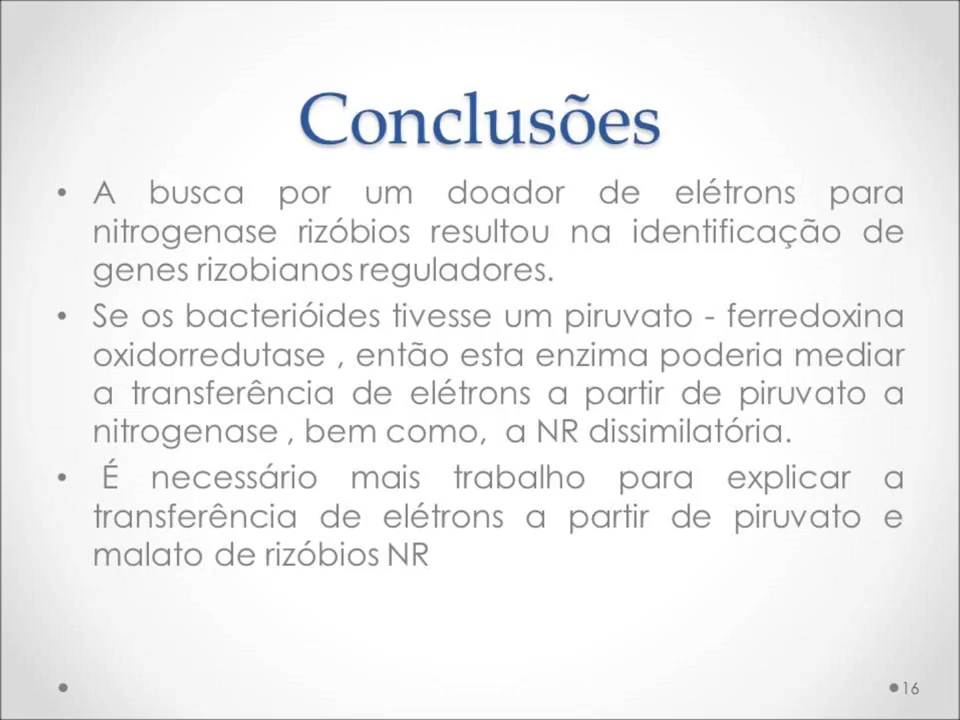 Conclusões
• A busca por um doador de elétrons para
nitrogenase rizóbios resultou na identificação de
genes rizobianos reguladores.
• Se os bacterióides tivesse um piruvato - ferredoxina
oxidorredutase , então esta enzima poderia mediar
a transferência de elétrons a partir de piruvato a
nitrogenase , bem como, a NR dissimilatória.
• É necessário mais trabalho para explicar a
transferência de elétrons a partir de piruvato e
malato de rizóbios NR
16